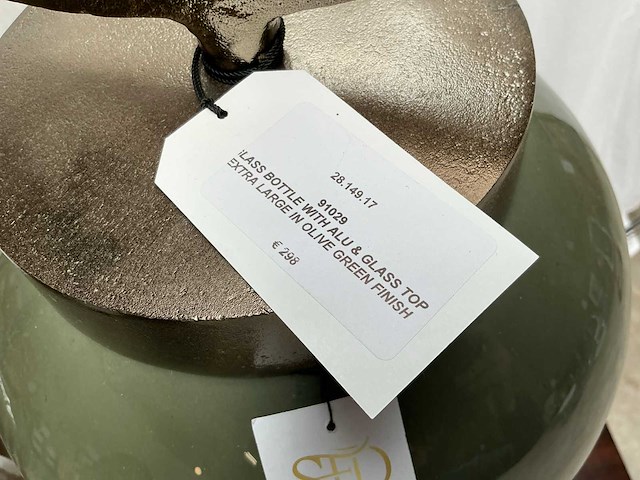 28.149.17
91029
LASS BOTTLE WITH ALU & GLASS TOP
EXTRA LARGE IN OLIVE GREEN FINISH
€ 298